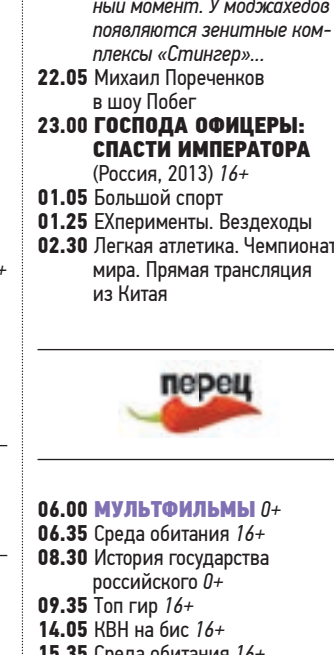 ный момент. У моджахедов
появляются зенитные ком-
плексы «Стингер»...
22.05 Михаил Пореченков
в шоу Побег
23.00 ГОСПОДА ОФИЦЕРЫ:
СПАСТИ ИМПЕРАТОРА
(Россия, 2013) 16+
01.05 Большой спорт
01.25 EXперименты. Вездеходы
02.30 Легкая атлетика. Чемпионат
мира. Прямая трансляция
из Китая
перец
06.00 МУЛЬТФИЛЬМЫ 0+
06.35 Среда обитания 16+
08.30 История государства
российского 0+
09.35 Топ гир 16+
14.05 КВН на бис 16+
15.35 Среда обитания 16+